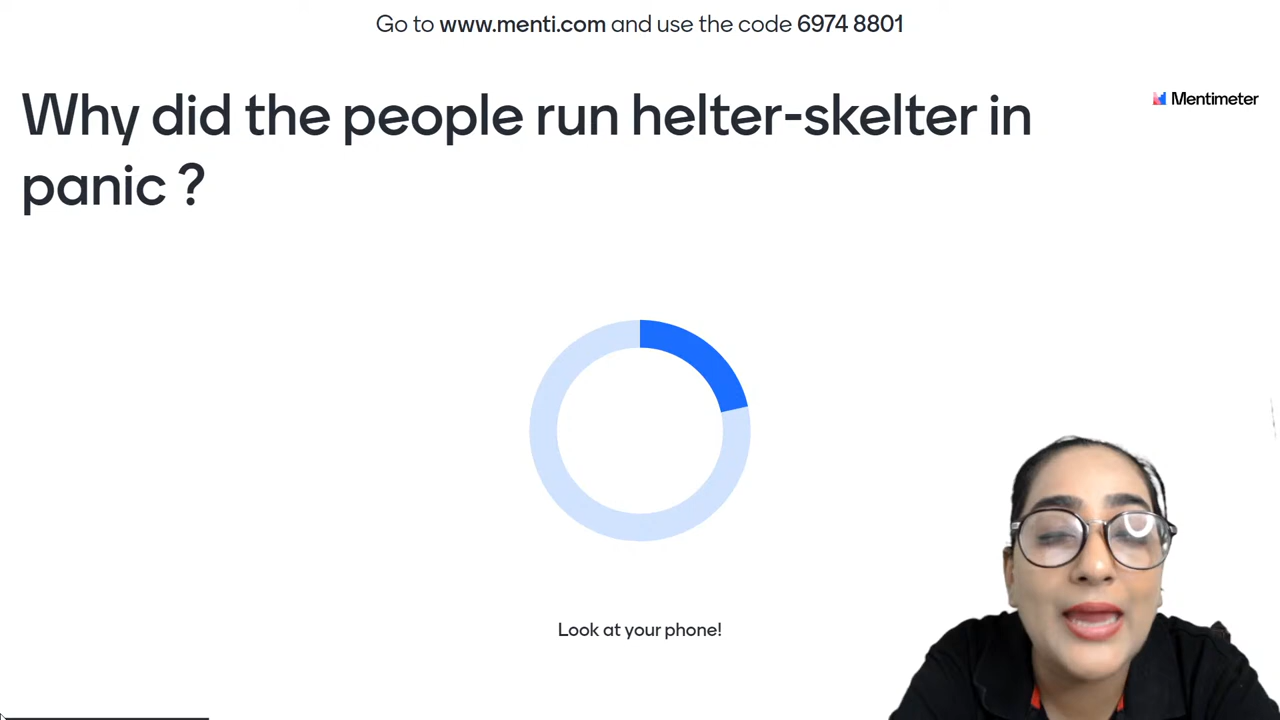 Go to www.menti.com and use the code 6974 8801
Why did the people run helter-skelter in
panic ?
Mentimeter
Look at your phone!